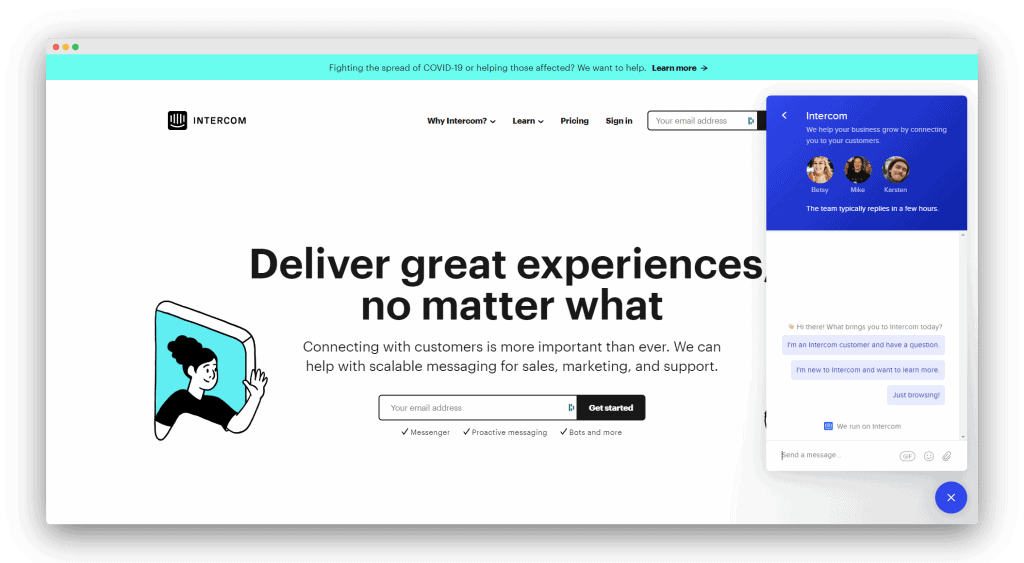 Fighting the spread of COVID-19 or helping those affected? We want to help. Learn more →
INTERCOM
Why Intercom? Learn Pricing Sign in Your email address
Deliver great experiences,
no matter what
Connecting with customers is more important than ever. We can
help with scalable messaging for sales, marketing, and support.
Your email address Get started
✓ Messenger ✓ Proactive messaging ✓ Bots and more
Intercom
We help your business grow by connecting
you to your customers.
Betsy Mike Karsten
The team typically replies in a few hours.
👋 Hi there! What brings you to Intercom today?
I'm an Intercom customer and have a question.
I'm new to Intercom and want to learn more.
Just browsing!
We run on Intercom
Send a message...
GIF